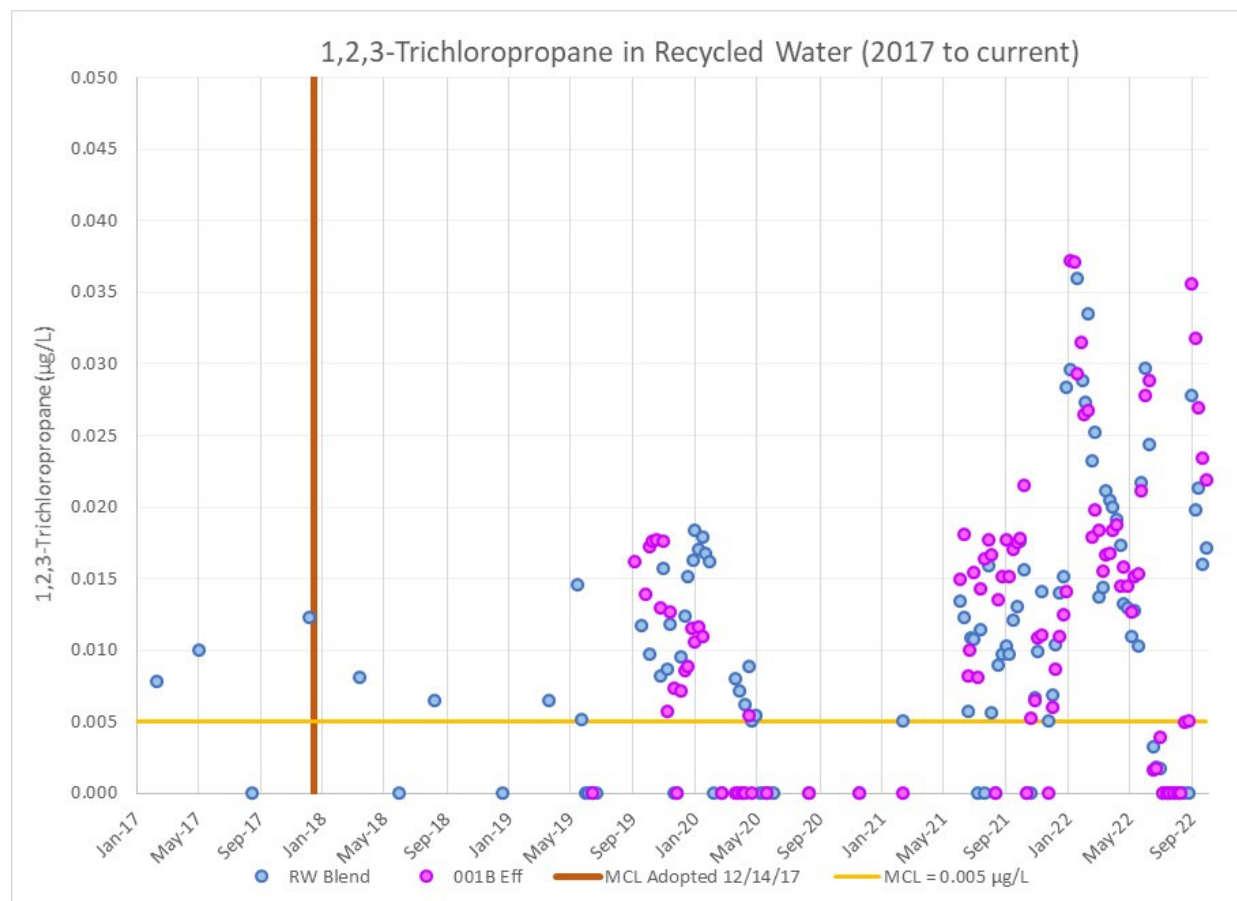 1,2,3-Trichloropropane in Recycled Water (2017 to current)
1,2,3-Trichloropropane (µg/L)
0.050
0.045
0.040
0.035
0.030
0.025
0.020
0.015
0.010
0.005
0.000
Jan-17 May-17 Sep-17 Jan-18 May-18 Sep-18 Jan-19 May-19 Sep-19 Jan-20 May-20 Sep-20 Jan-21 May-21 Sep-21 Jan-22 May-22 Sep-22
RW Blend 001B Eff MCL Adopted 12/14/17 MCL = 0.005 µg/L